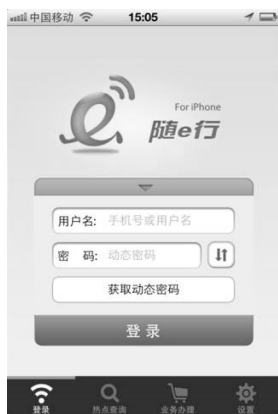 中国移动 15:05
For iPhone
随e行
用户名: 手机号或用户名
密 码: 动态密码
获取动态密码
登 录
登录 热点查询 业务办理 设置